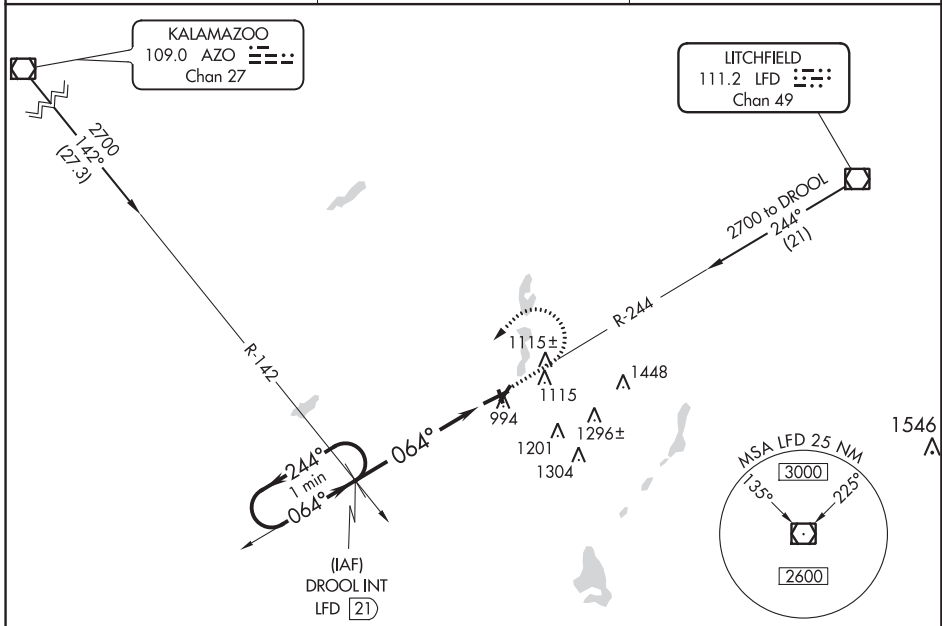 KALAMAZOO
109.0 AZO
Chan 27
LITCHFIELD
111.2 LFD
Chan 49
2700
142°
(27.3)
2700 to DROOL
244°
(21)
R-244
R-142
1115±
1115
1448
994
1296±
1201
1304
1546
064°
244°
1 min
064°
MSA LFD 25 NM
3000
135°
225°
2600
(IAF)
DROOL INT
LFD 21